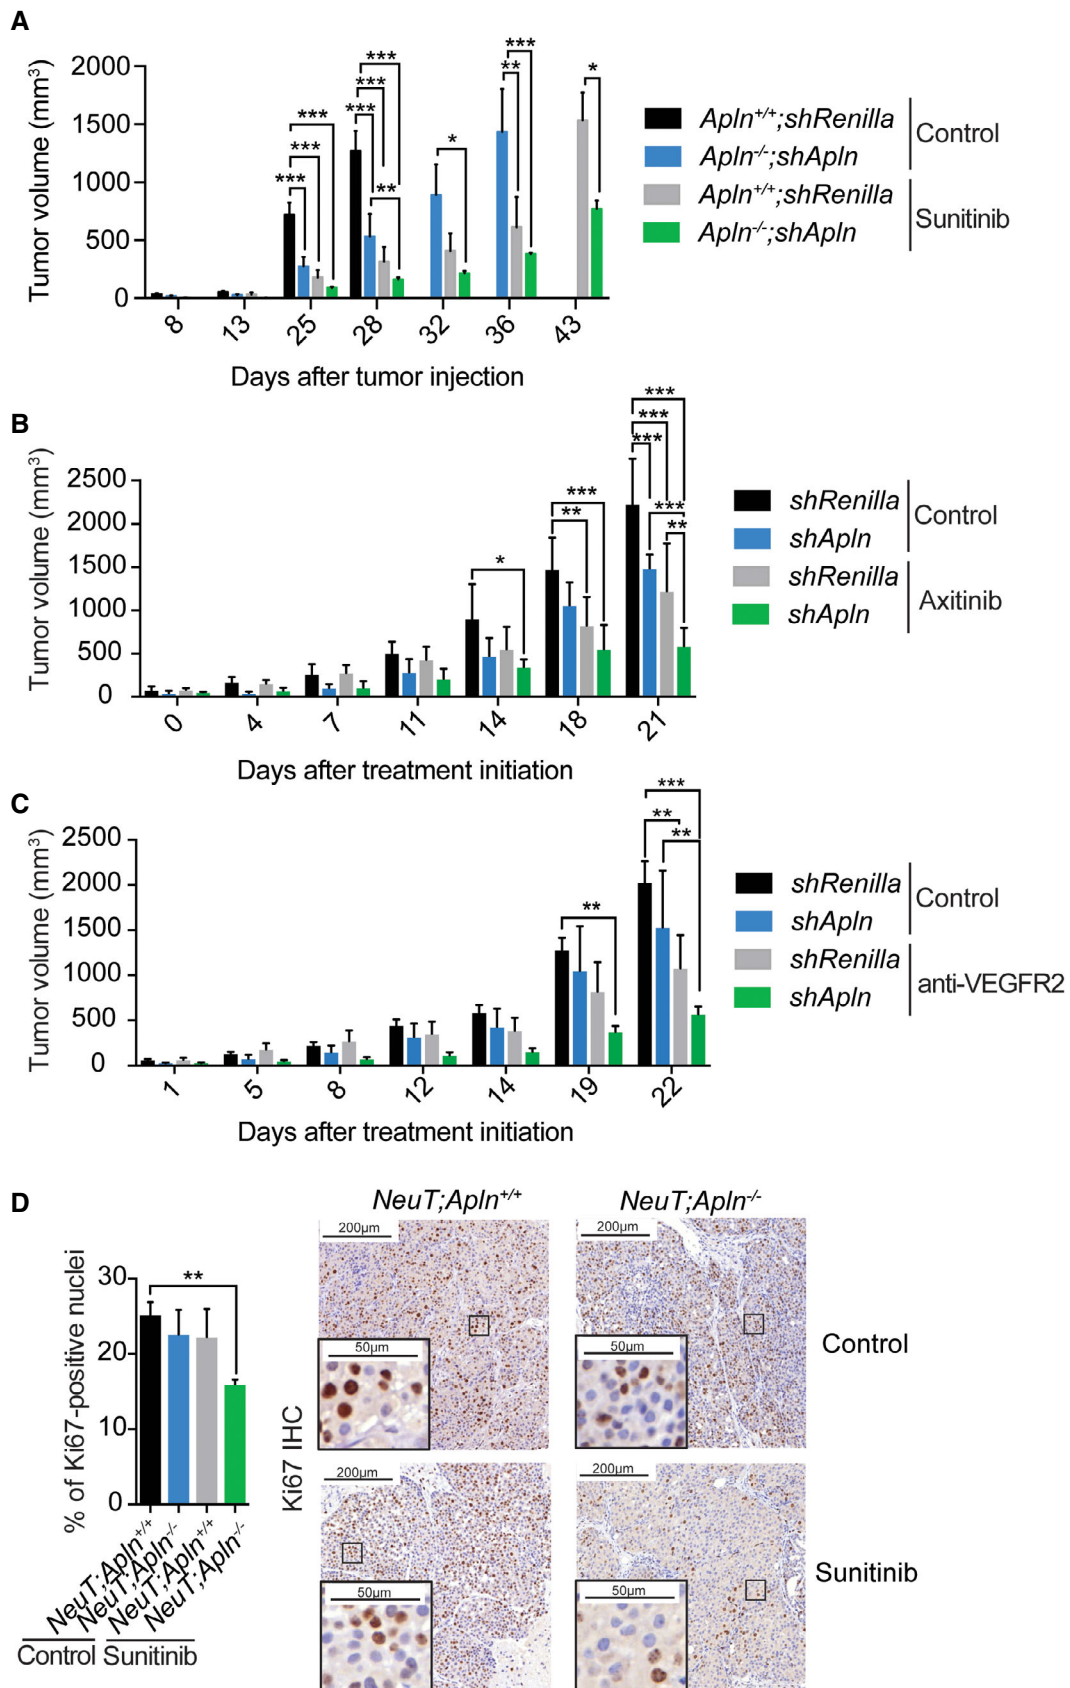 A
Tumor volume (mm³)
2000
1500
1000
500
0
***
***
***
***
***
***
**
*
***
**
*
8
13
25
28
32
36
43
Days after tumor injection
Apln+/+;shRenilla
Apln-/-;shApln
Control
Apln+/+;shRenilla
Apln-/-;shApln
Sunitinib
B
Tumor volume (mm³)
2500
2000
1500
1000
500
0
*
***
**
***
***
***
***
**
0
4
7
11
14
18
21
Days after treatment initiation
shRenilla
shApln
Control
shRenilla
shApln
Axitinib
C
Tumor volume (mm³)
2500
2000
1500
1000
500
0
**
***
**
**
1
5
8
12
14
19
22
Days after treatment initiation
shRenilla
shApln
Control
shRenilla
shApln
anti-VEGFR2
D
% of Ki67-positive nuclei
30
20
10
0
**
NeuT;Apln+/+
NeuT;Apln-/-
NeuT;Apln+/+
NeuT;Apln-/-
Control Sunitinib
Ki67 IHC
NeuT;Apln+/+
NeuT;Apln-/-
200µm
50µm
200µm
50µm
Control
200µm
50µm
200µm
50µm
Sunitinib